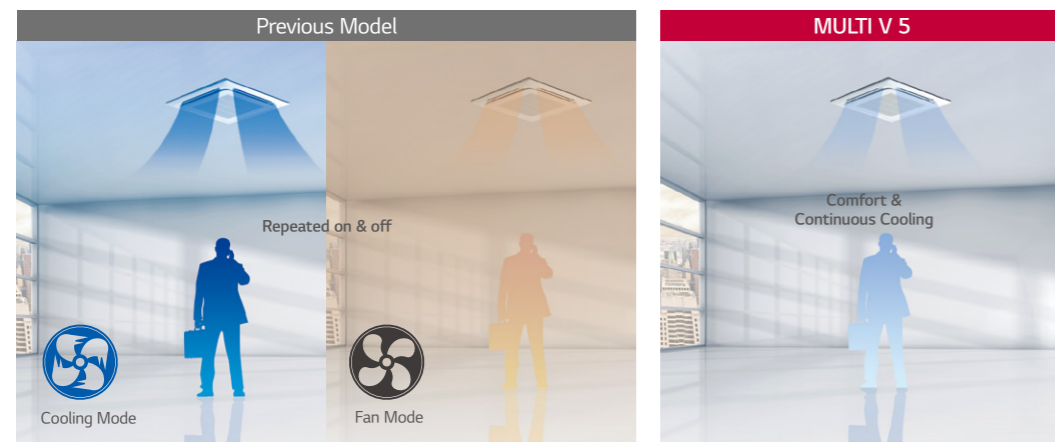 Previous Model
MULTI V 5
Repeated on & off
Comfort &
Continuous Cooling
Cooling Mode
Fan Mode